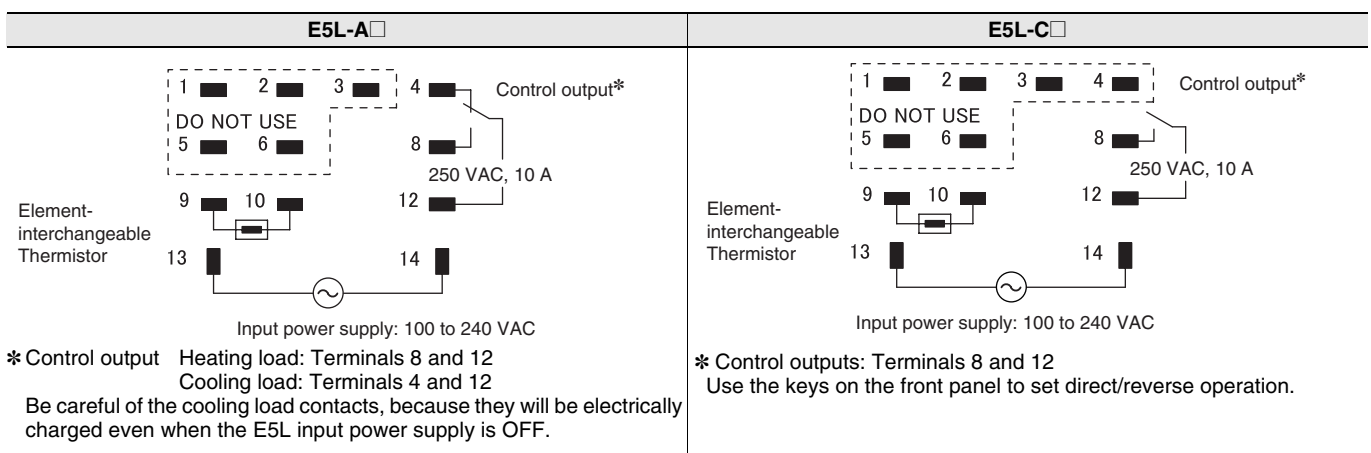 E5L-A□
1 2 3 4 Control output*
DO NOT USE
5 6 8
250 VAC, 10 A
9 10 12
Element-
interchangeable
Thermistor
13 14
Input power supply: 100 to 240 VAC
* Control output Heating load: Terminals 8 and 12
Cooling load: Terminals 4 and 12
Be careful of the cooling load contacts, because they will be electrically
charged even when the E5L input power supply is OFF.
E5L-C□
1 2 3 4 Control output*
DO NOT USE
5 6 8
250 VAC, 10 A
9 10 12
Element-
interchangeable
Thermistor
13 14
Input power supply: 100 to 240 VAC
* Control outputs: Terminals 8 and 12
Use the keys on the front panel to set direct/reverse operation.